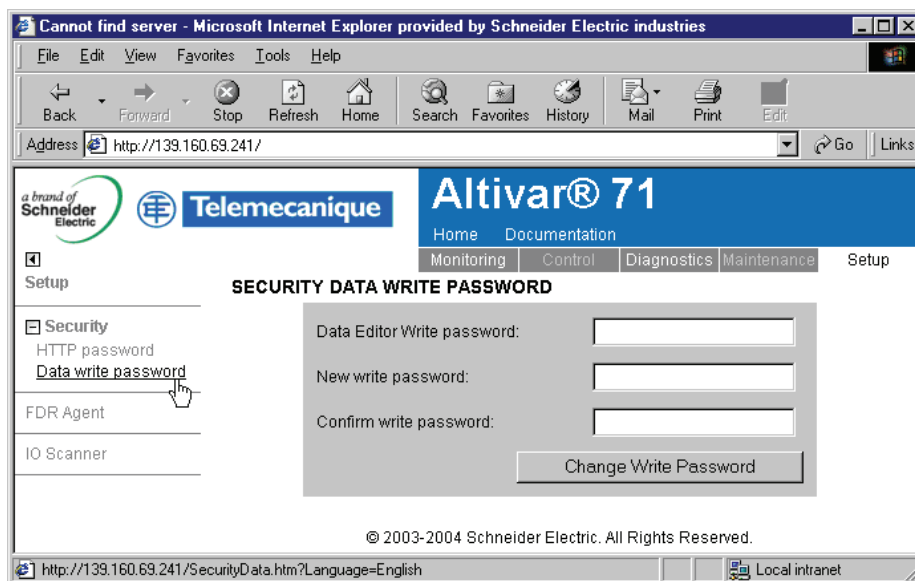 Cannot find server - Microsoft Internet Explorer provided by Schneider Electric industries
File Edit View Favorites Tools Help
Back Forward Stop Refresh Home Search Favorites History Mail Print Edit
Address http://139.160.69.241/ Go Links
a brand of
Schneider
Electric
Telemecanique
Altivar® 71
Home Documentation
Monitoring Control Diagnostics Maintenance Setup
Setup
SECURITY DATA WRITE PASSWORD
Security
HTTP password
Data write password
FDR Agent
IO Scanner
Data Editor Write password:
New write password:
Confirm write password:
Change Write Password
© 2003-2004 Schneider Electric. All Rights Reserved.
http://139.160.69.241/SecurityData.htm?Language=English Local intranet